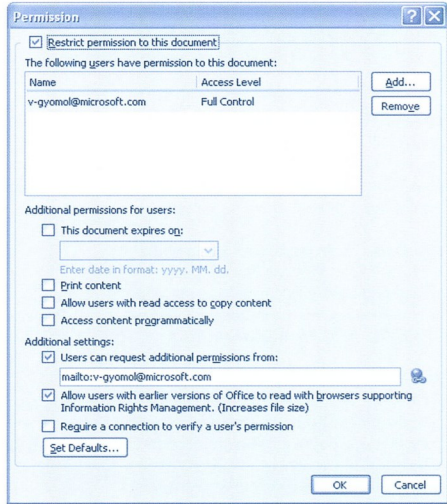 Permission
Restrict permission to this document
The following users have permission to this document:
Name Access Level
Add...
v-gyomol@microsoft.com Full Control
Remove
Additional permissions for users:
This document expires on:
Enter date in format: yyyy. MM. dd.
Print content
Allow users with read access to copy content
Access content programmatically
Additional settings:
Users can request additional permissions from:
mailto:v-gyomol@microsoft.com
Allow users with earlier versions of Office to read with browsers supporting
Information Rights Management. (Increases file size)
Require a connection to verify a user's permission
Set Defaults...
OK Cancel